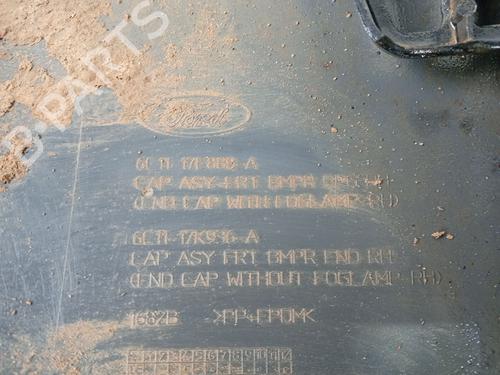 Ford
6C11-17F888-A
CAP ASY-FRT BMPR
(END CAP WITH FOGLAMP-RH)
6C11-17K936-A
CAP ASY FRT BMPR END RH
(END CAP WITHOUT FOGLAMP RH)
1682B >PP+EPDM<
B-PARTS